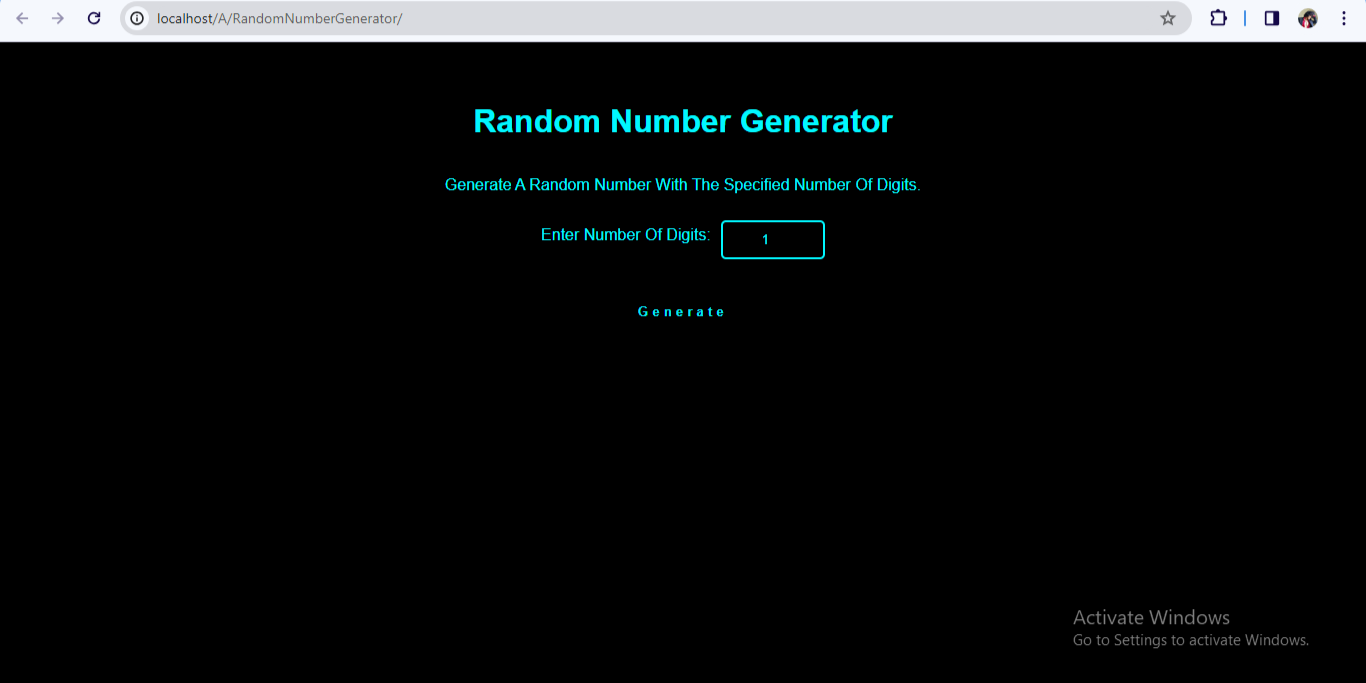 localhost/A/RandomNumberGenerator/
Random Number Generator
Generate A Random Number With The Specified Number Of Digits.
Enter Number Of Digits: 1
Generate
Activate Windows
Go to Settings to activate Windows.